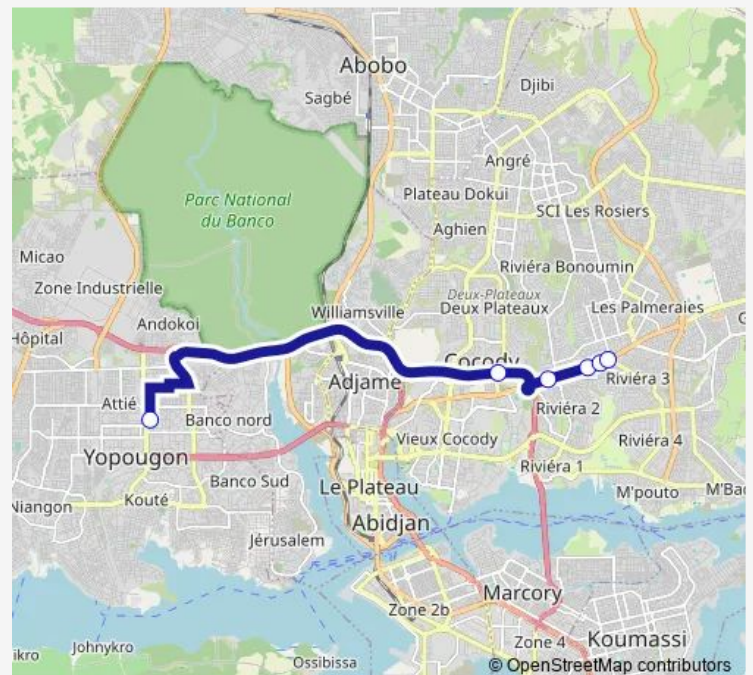 Abobo
Sagbé
Djibi
Angré
Parc National
du Banco
Plateau Dokui
SCI Les Rosiers
Aghien
Micao
Riviéra Bonoumin
Zone Industrielle
Deux-Plateaux
Deux Plateaux
Les Palmeraies
Williamsville
Andokoi
Hôpital
Cocody
Adjame
Riviéra 3
Attié
Riviéra 2
Banco nord
Vieux Cocody
Riviéra 4
Yopougon
Riviéra 1
Banco Sud
Le Plateau
M'pouto
M'Ba
Niangon
Kouté
Abidjan
Jérusalem
Marcory
Zone 2b
Koumassi
Zone 4
Johnykro
ikro
Ossibissa
© OpenStreetMap contributors